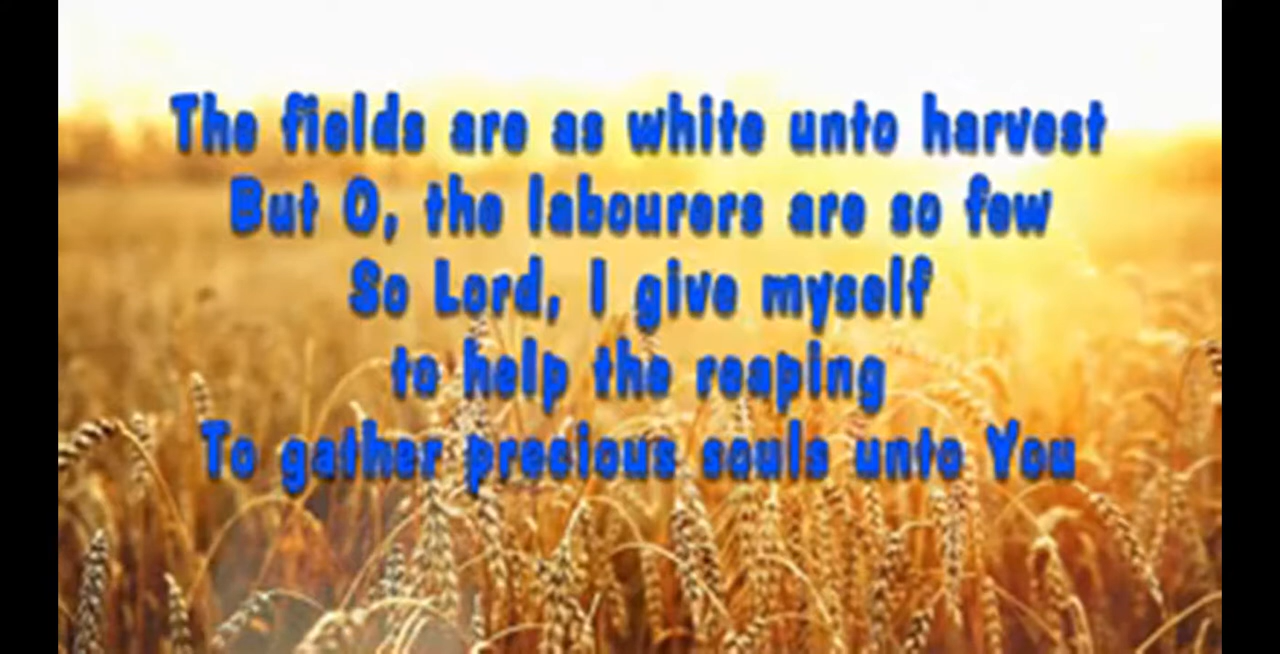 The fields are as white unto harvest
But O, the labourers are so few
So Lord, I give myself
to help the reaping
To gather precious souls unto You